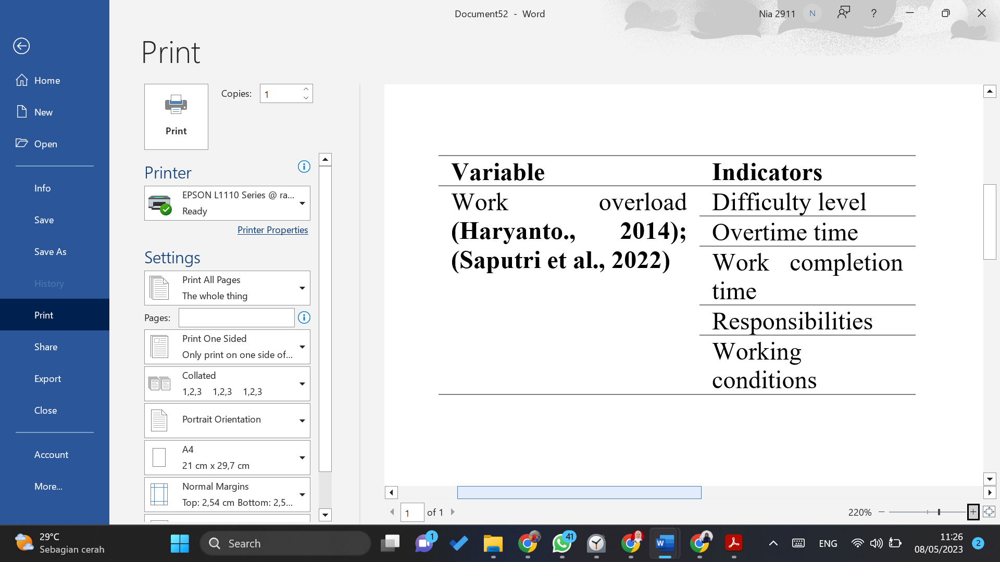 Document52 - Word
Nia 2911
N
?
Print
Home
New
Open
Info
Save
Save As
History
Print
Share
Export
Close
Account
More...
Print
Copies: 1
Printer
EPSON L1110 Series @ ra...
Ready
Printer Properties
Settings
Print All Pages
The whole thing
Pages:
Print One Sided
Only print on one side of...
Collated
1,2,3 1,2,3 1,2,3
Portrait Orientation
A4
21 cm x 29,7 cm
Normal Margins
Top: 2,54 cm Bottom: 2,5...
Variable Indicators
Work overload Difficulty level
(Haryanto., 2014); Overtime time
(Saputri et al., 2022) Work completion
time
Responsibilities
Working
conditions
1 of 1
220%
29°C
Sebagian cerah
Search
1
41
W
ENG
11:26
08/05/2023
2